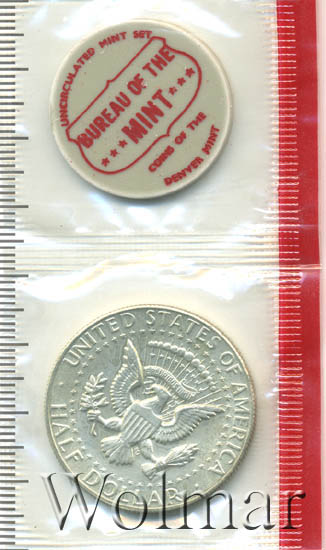 UNCIRCULATED MINT SET
BUREAU OF THE
★★★ MINT ★★★
COINS OF THE
DENVER MINT
UNITED STATES OF AMERICA
HALF DOLLAR
Wolmar